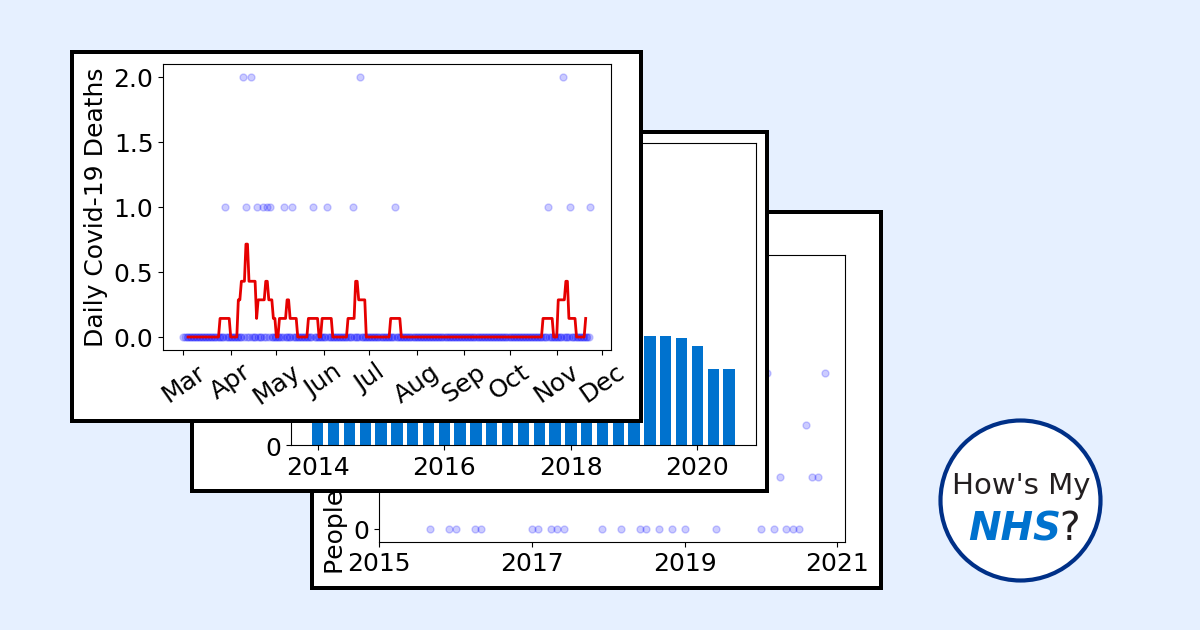 Daily Covid-19 Deaths
2.0
1.5
1.0
0.5
0.0
Mar Apr May Jun Jul Aug Sep Oct Nov Dec
0
2014 2016 2018 2020
People
0
2015 2017 2019 2021
How's My
NHS?